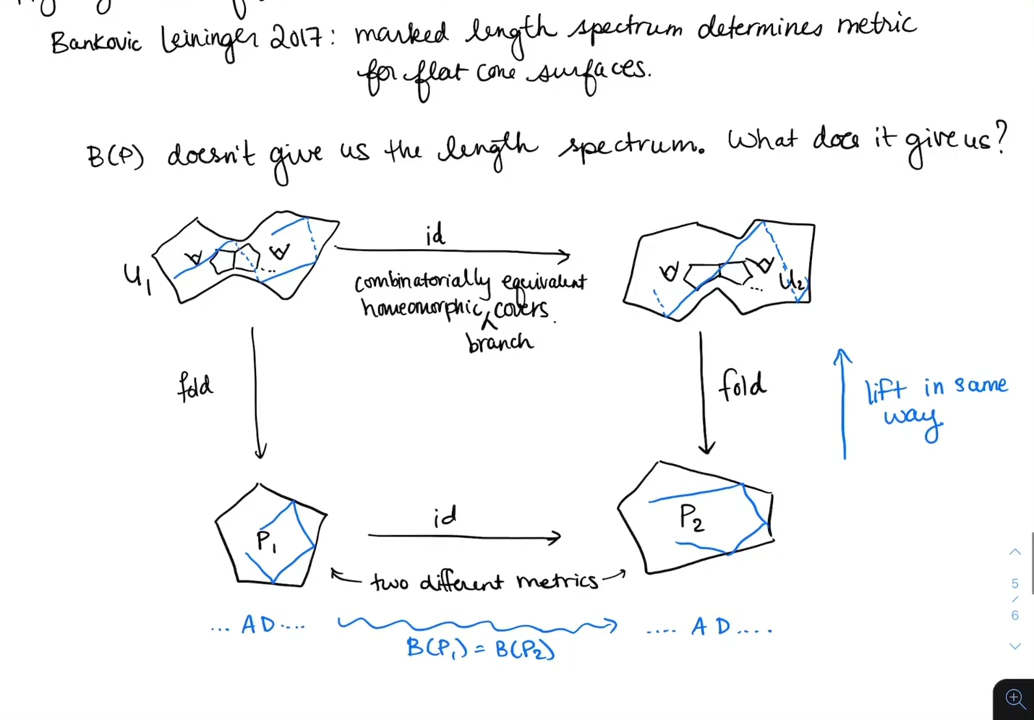 Bankovic Leininger 2017: marked length spectrum determines metric
for flat cone surfaces.
B(P) doesn't give us the length spectrum. What does it give us?
id
U₁
U₂
combinatorially equivalent
homeomorphic, covers.
branch
fold
fold
lift in same
way
P₁
id
P₂
two different metrics
... AD....
.... AD....
B(P₁) = B(P₂)
5
/
6